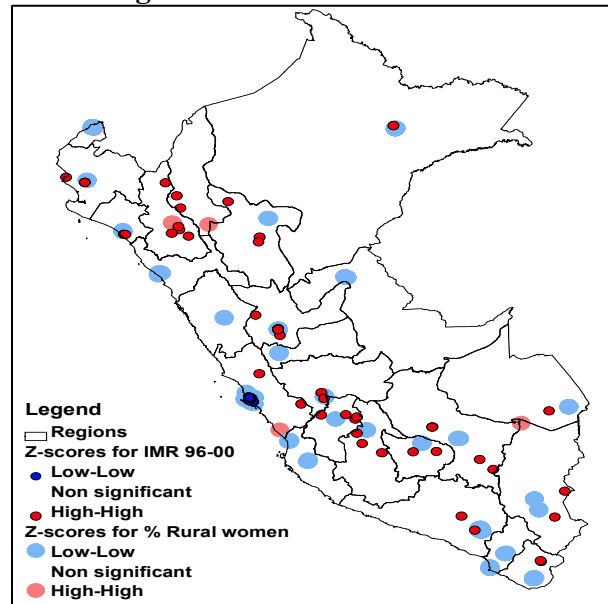 Legend
Regions
Z-scores for IMR 96-00
Low-Low
Non significant
High-High
Z-scores for % Rural women
Low-Low
Non significant
High-High